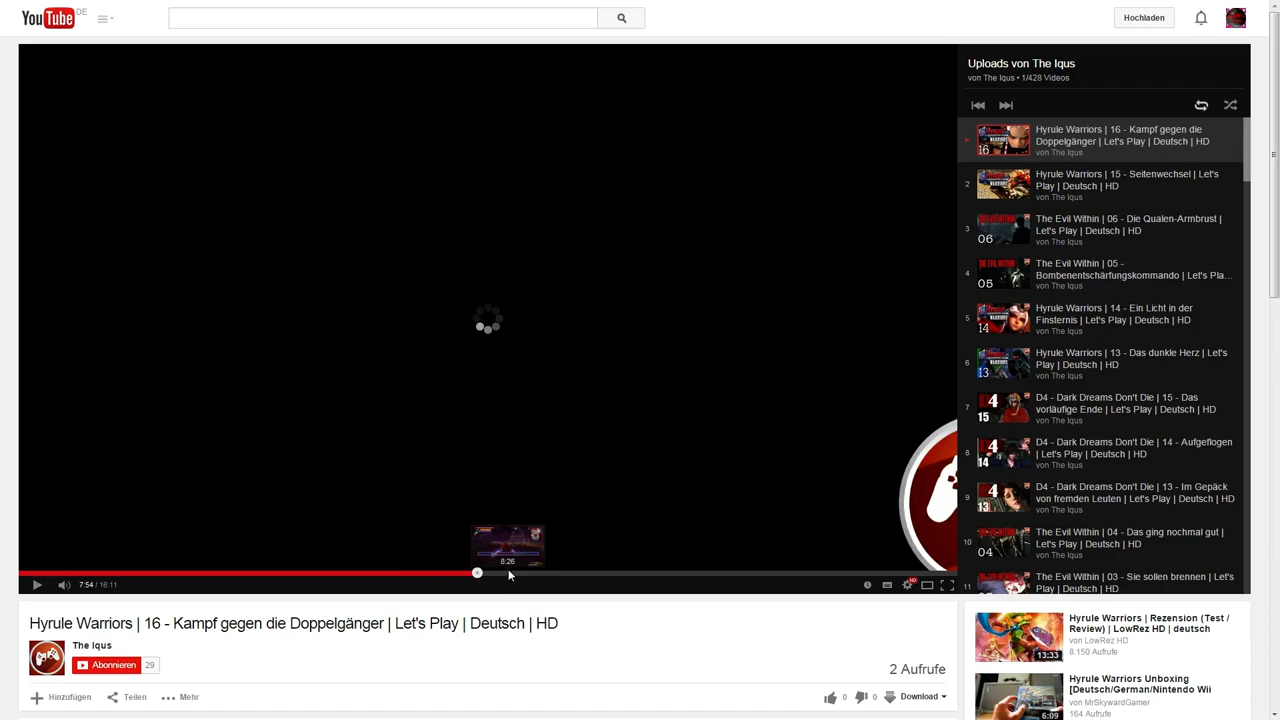 YouTube DE
Hochladen
Uploads von The Iqus
von The Iqus • 1/428 Videos
Hyrule Warriors | 16 - Kampf gegen die
Doppelgänger | Let's Play | Deutsch | HD
von The Iqus
16
2
Hyrule Warriors | 15 - Seitenwechsel | Let's
Play | Deutsch | HD
von The Iqus
3
The Evil Within | 06 - Die Qualen-Armbrust |
Let's Play | Deutsch | HD
von The Iqus
06
4
The Evil Within | 05 -
Bombenentschärfungskommando | Let's Pla...
von The Iqus
05
5
Hyrule Warriors | 14 - Ein Licht in der
Finsternis | Let's Play | Deutsch | HD
von The Iqus
14
6
Hyrule Warriors | 13 - Das dunkle Herz | Let's
Play | Deutsch | HD
von The Iqus
13
7
D4 - Dark Dreams Don't Die | 15 - Das
vorläufige Ende | Let's Play | Deutsch | HD
von The Iqus
4
15
8
D4 - Dark Dreams Don't Die | 14 - Aufgeflogen
| Let's Play | Deutsch | HD
von The Iqus
4
14
9
D4 - Dark Dreams Don't Die | 13 - Im Gepäck
von fremden Leuten | Let's Play | Deutsch | HD
von The Iqus
4
13
10
The Evil Within | 04 - Das ging nochmal gut |
Let's Play | Deutsch | HD
von The Iqus
04
11
The Evil Within | 03 - Sie sollen brennen | Let's
Play | Deutsch | HD
8:26
7:54 / 16:11
HD
Hyrule Warriors | 16 - Kampf gegen die Doppelgänger | Let's Play | Deutsch | HD
The Iqus
Abonnieren 29
2 Aufrufe
Hinzufügen Teilen Mehr
0 0 Download
Hyrule Warriors | Rezension (Test /
Review) | LowRez HD | deutsch
von LowRez HD
8.150 Aufrufe
13:33
Hyrule Warriors Unboxing
[Deutsch/German/Nintendo Wii
von MrSkywardGamer
164 Aufrufe
6:09